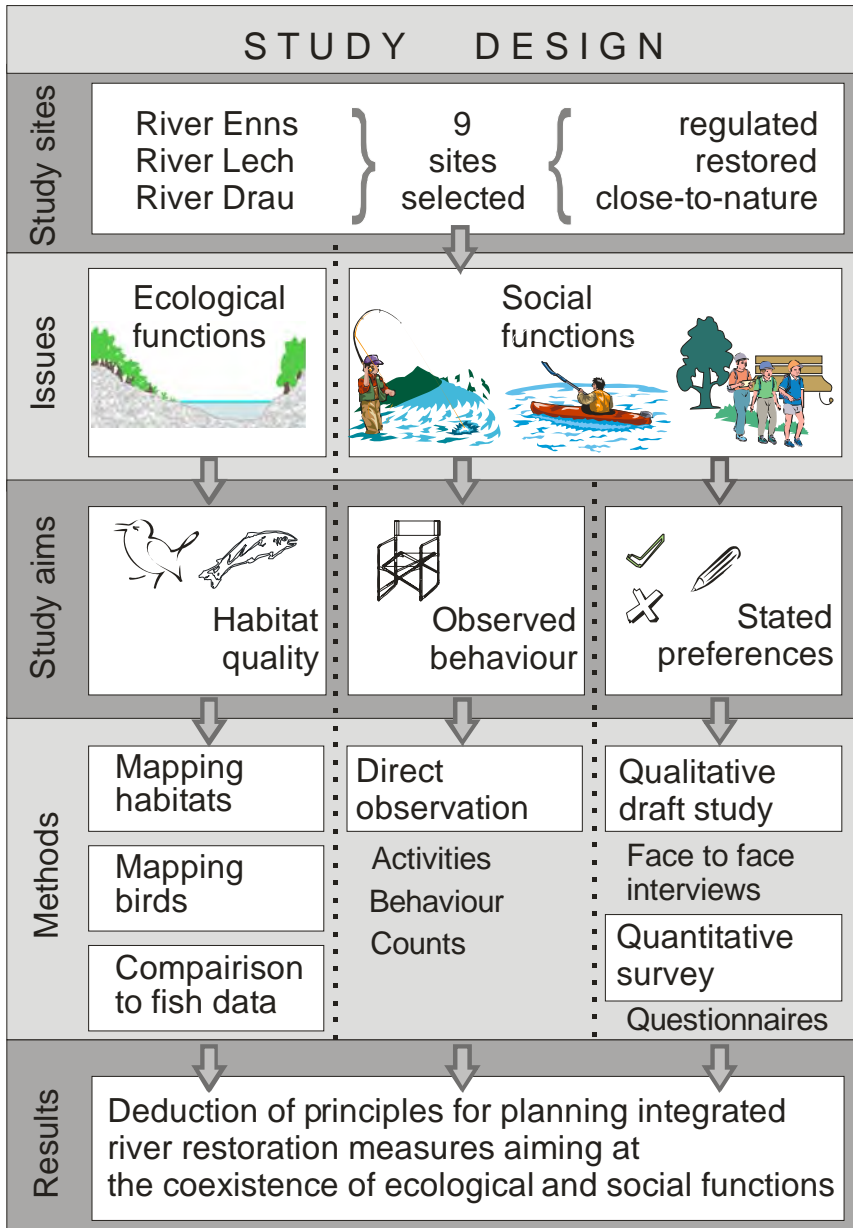 STUDY DESIGN
Study sites
River Enns
River Lech
River Drau
9
sites
selected
regulated
restored
close-to-nature
Issues
Ecological
functions
Social
functions
Study aims
Habitat
quality
Observed
behaviour
Stated
preferences
Methods
Mapping
habitats
Mapping
birds
Compairison
to fish data
Direct
observation
Activities
Behaviour
Counts
Qualitative
draft study
Face to face
interviews
Quantitative
survey
Questionnaires
Results
Deduction of principles for planning integrated
river restoration measures aiming at
the coexistence of ecological and social functions